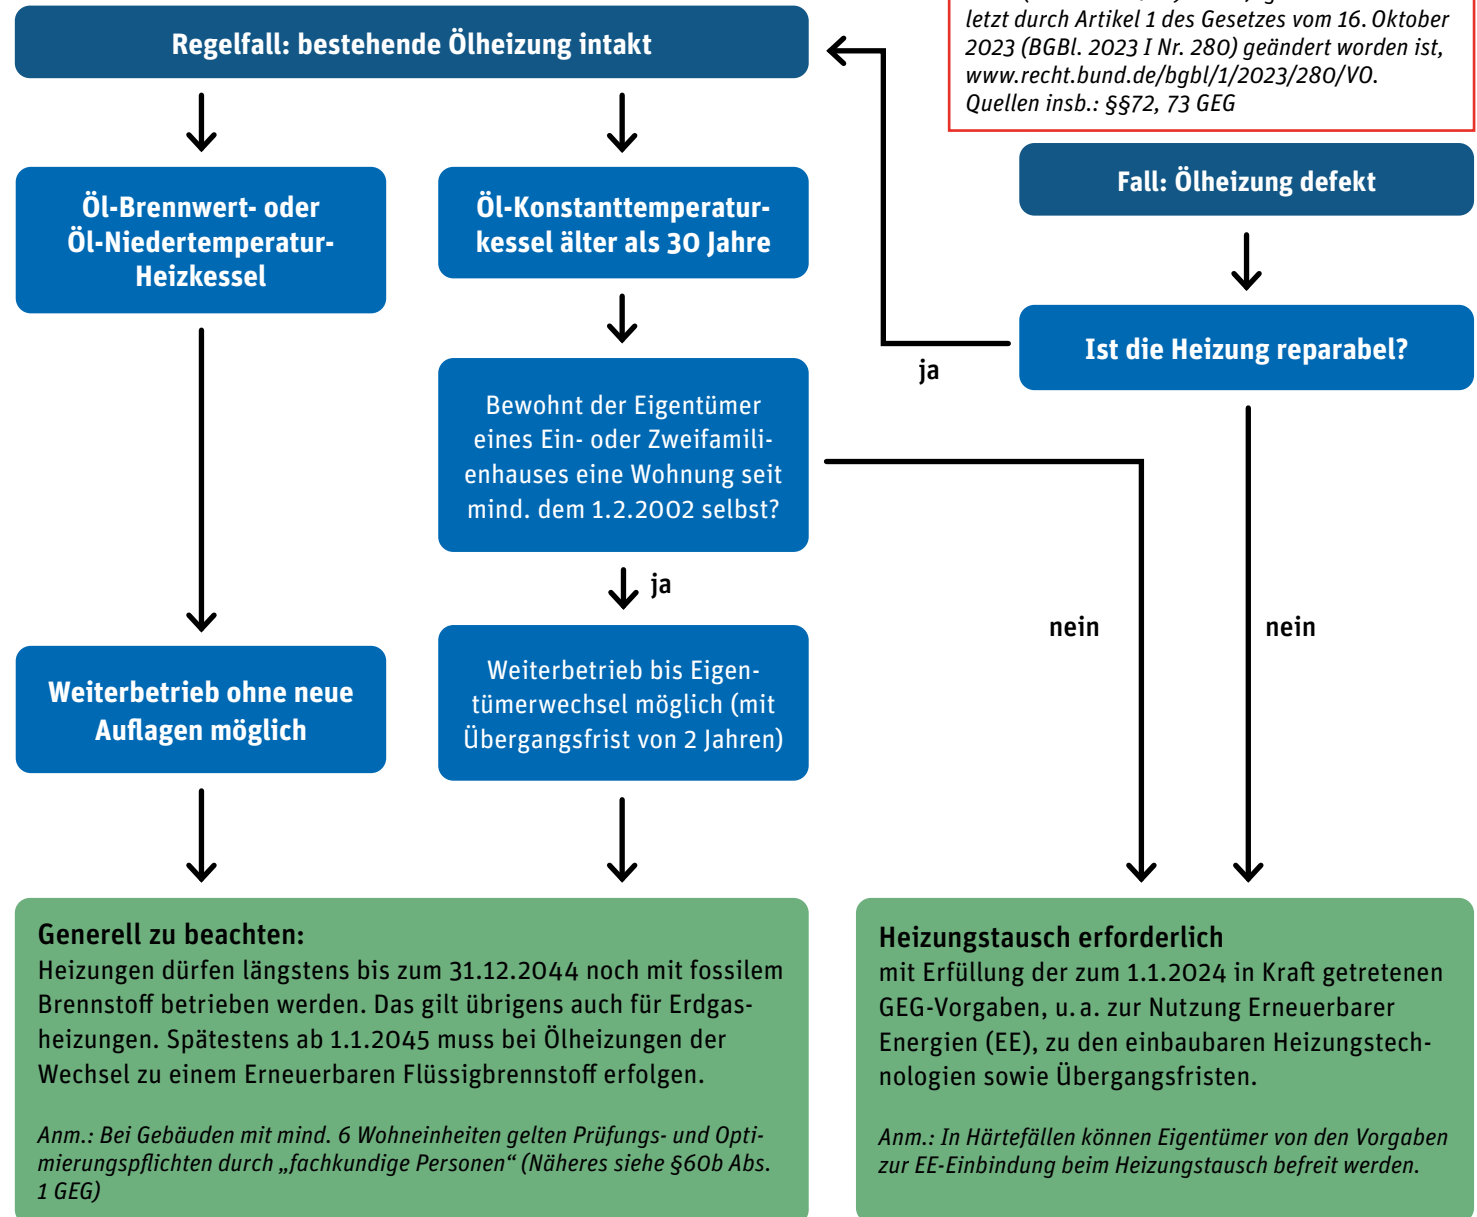 letzt durch Artikel 1 des Gesetzes vom 16. Oktober
2023 (BGBl. 2023 I Nr. 280) geändert worden ist,
www.recht.bund.de/bgbl/1/2023/280/VO.
Quellen insb.: §§72, 73 GEG
Regelfall: bestehende Ölheizung intakt
Fall: Ölheizung defekt
Öl-Brennwert- oder
Öl-Niedertemperatur-
Heizkessel
Öl-Konstanttemperatur-
kessel älter als 30 Jahre
Ist die Heizung reparabel?
ja
Bewohnt der Eigentümer
eines Ein- oder Zweifamili-
enhauses eine Wohnung seit
mind. dem 1.2.2002 selbst?
ja
nein
nein
Weiterbetrieb ohne neue
Auflagen möglich
Weiterbetrieb bis Eigen-
tümerwechsel möglich (mit
Übergangsfrist von 2 Jahren)
Generell zu beachten:
Heizungen dürfen längstens bis zum 31.12.2044 noch mit fossilem
Brennstoff betrieben werden. Das gilt übrigens auch für Erdgas-
heizungen. Spätestens ab 1.1.2045 muss bei Ölheizungen der
Wechsel zu einem Erneuerbaren Flüssigbrennstoff erfolgen.
Anm.: Bei Gebäuden mit mind. 6 Wohneinheiten gelten Prüfungs- und Opti-
mierungspflichten durch „fachkundige Personen“ (Näheres siehe §60b Abs.
1 GEG)
Heizungstausch erforderlich
mit Erfüllung der zum 1.1.2024 in Kraft getretenen
GEG-Vorgaben, u. a. zur Nutzung Erneuerbarer
Energien (EE), zu den einbaubaren Heizungstech-
nologien sowie Übergangsfristen.
Anm.: In Härtefällen können Eigentümer von den Vorgaben
zur EE-Einbindung beim Heizungstausch befreit werden.